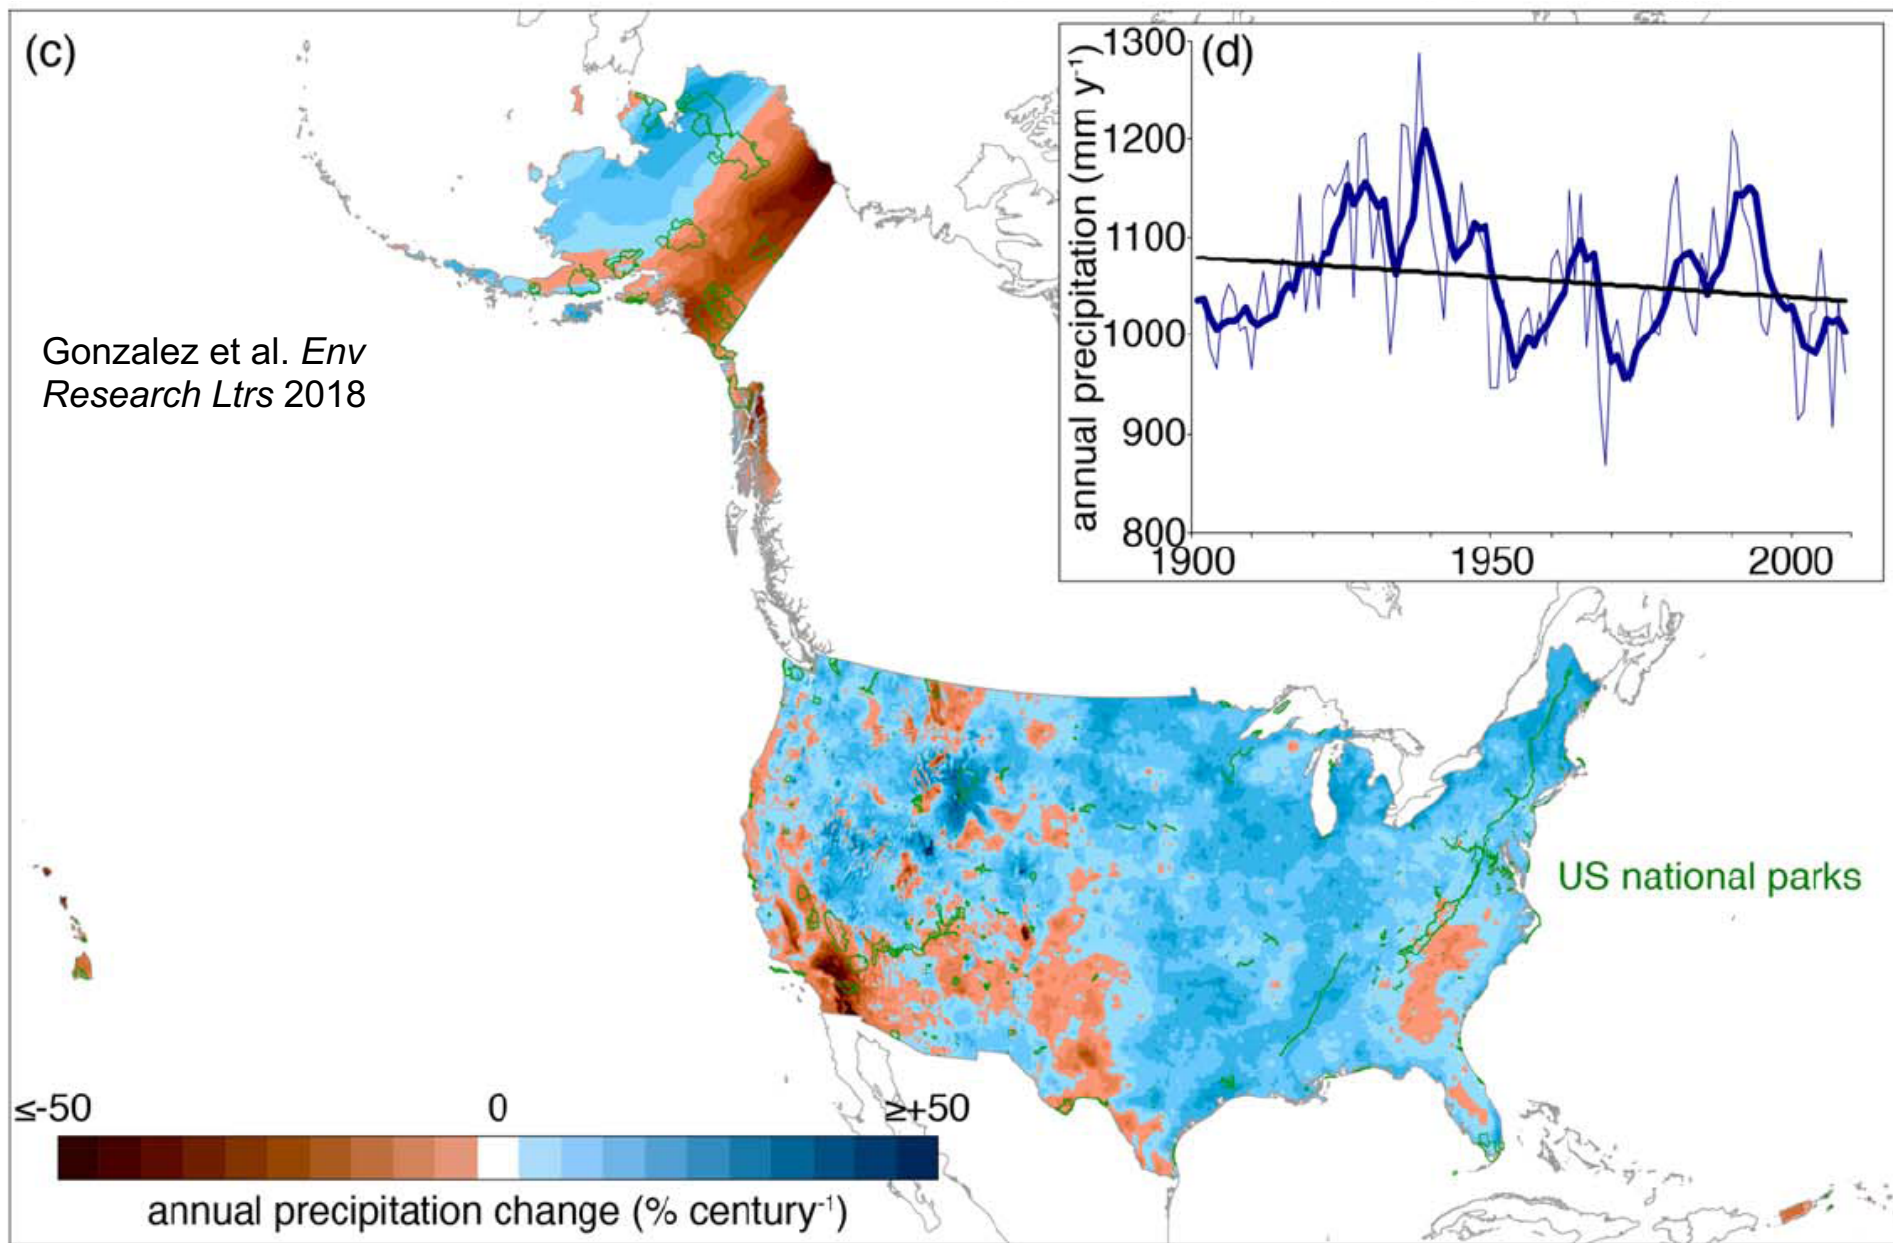 (c)
Gonzalez et al. Env
Research Ltrs 2018
(d)
annual precipitation (mm y⁻¹)
1300
1200
1100
1000
900
800
1900 1950 2000
US national parks
≤-50 0 ≥+50
annual precipitation change (% century⁻¹)